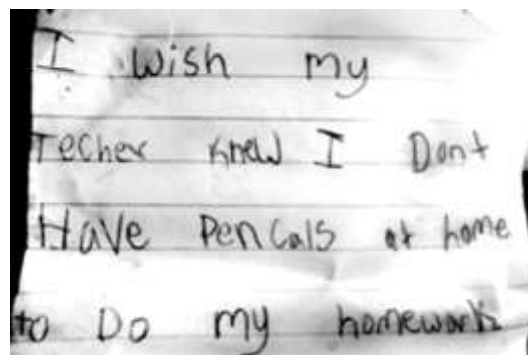 I wish my
Techer knew I Dont
Have Pencals at home
to Do my homework